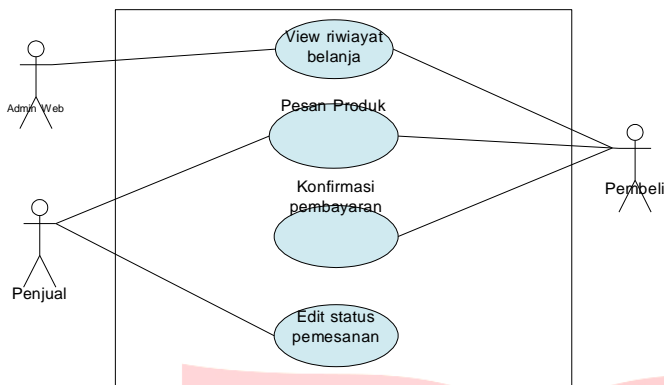 View riwiayat
belanja
Admin Web
Pesan Produk
Konfirmasi
pembayaran
Pembeli
Penjual
Edit status
pemesanan